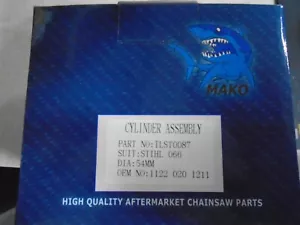 MAKO
CYLINDER ASSEMBLY
PART NO:TLST0087
SUIT:STIHL 066
DIA:54MM
OEM NO:1122 020 1211
HIGH QUALITY AFTERMARKET CHAINSAW PARTS